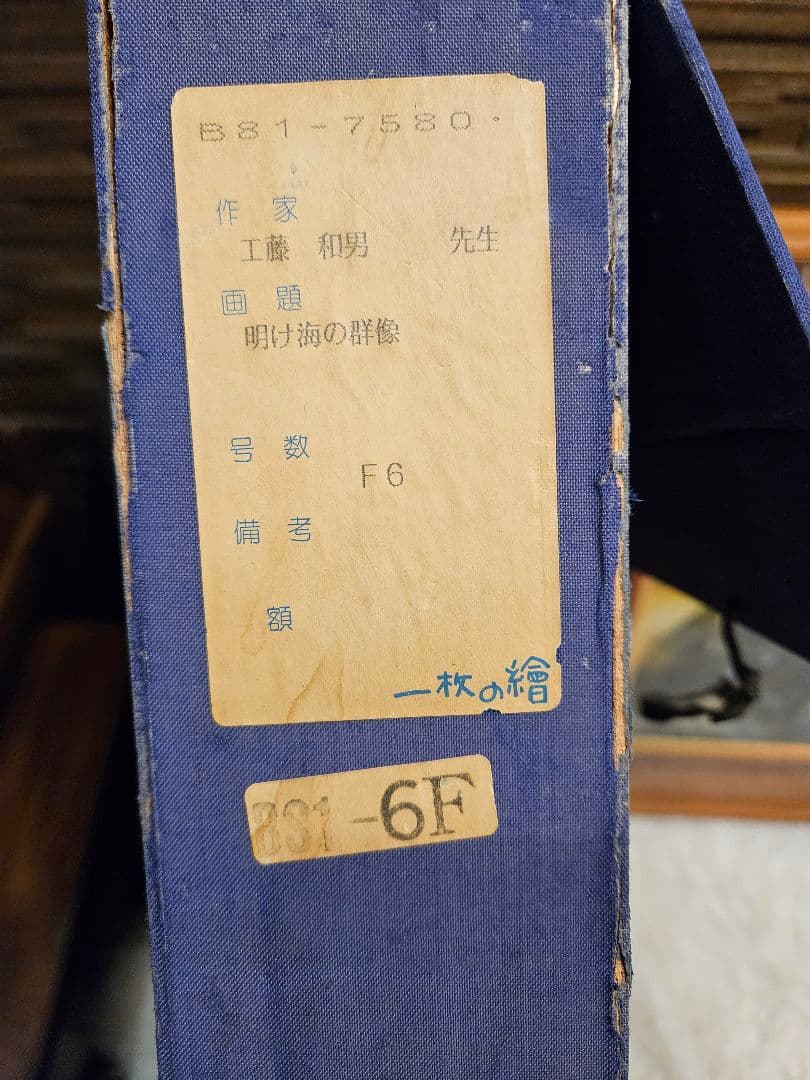 B81-7580.
作 家
工藤 和男 先生
画 題
明け海の群像
号 数
F6
備 考
額
一枚の繪
BS1-6F